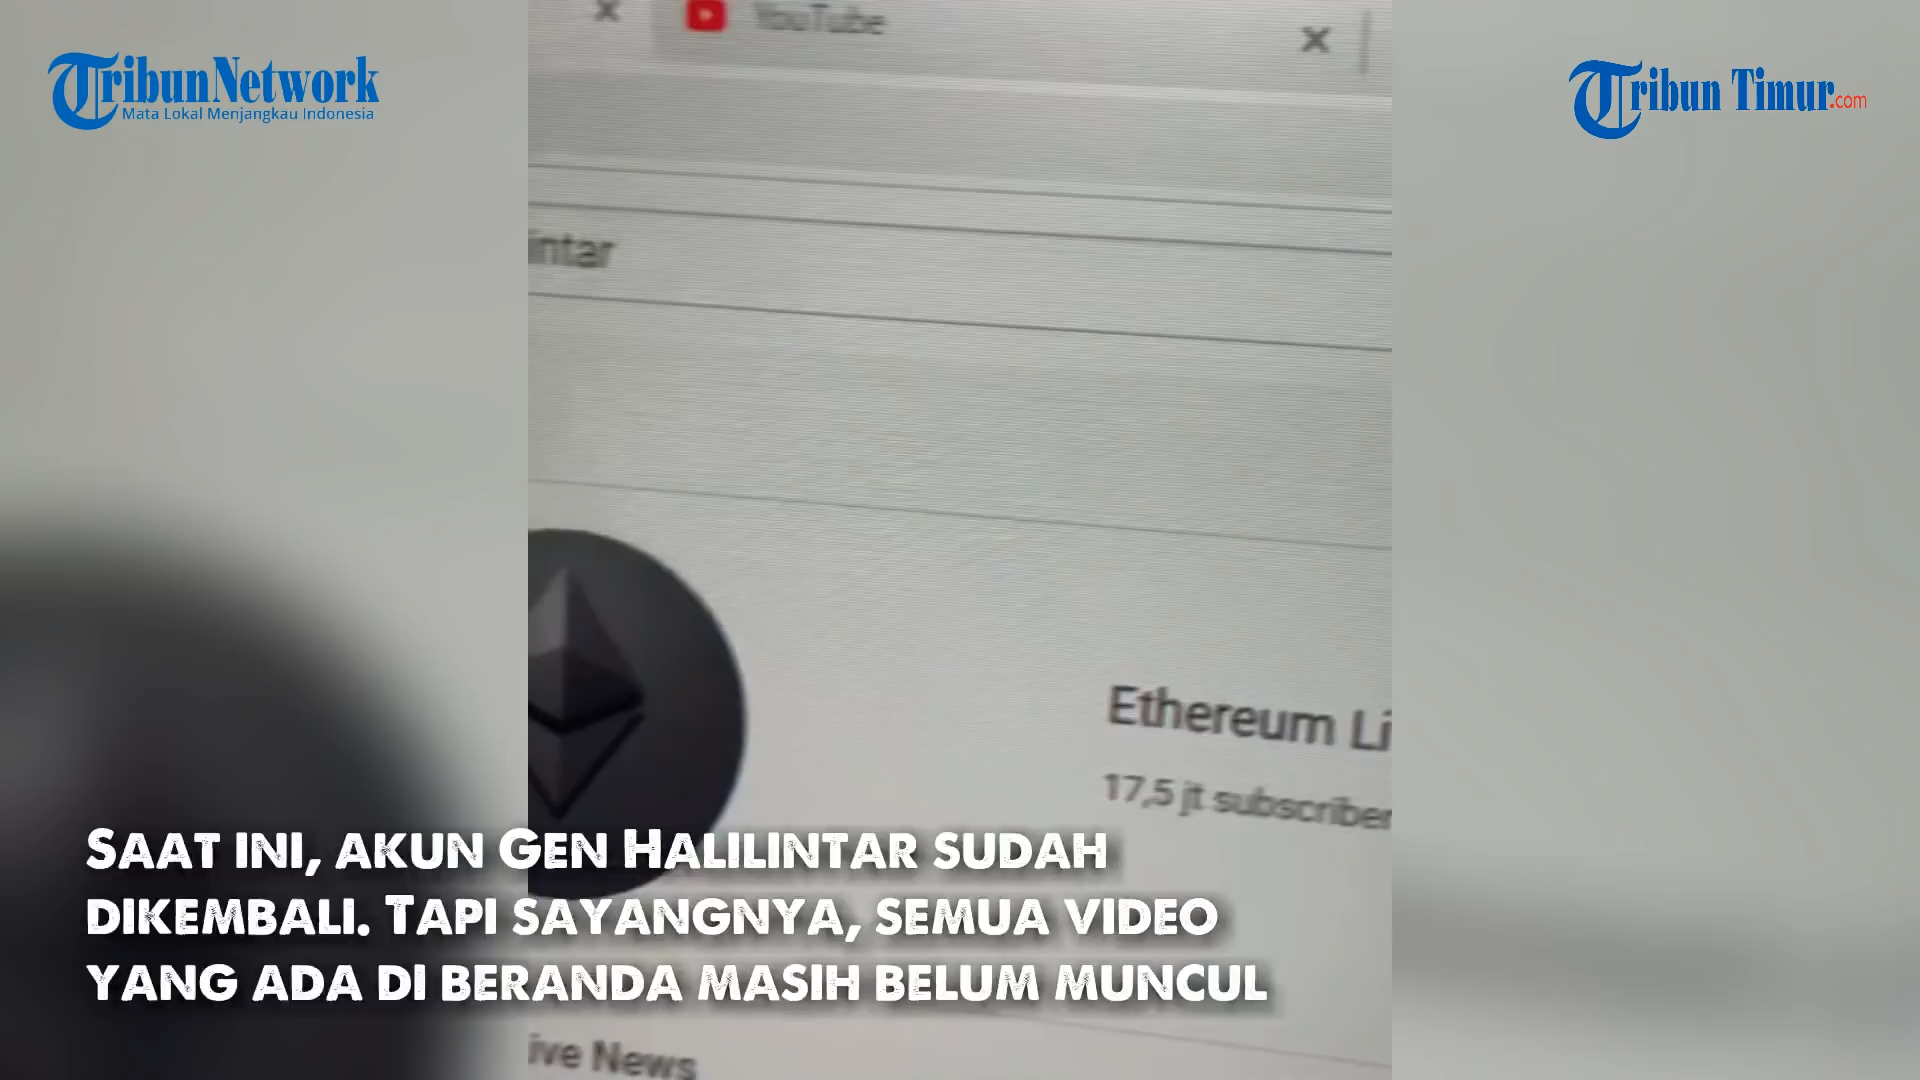 YouTube
TribunNetwork
Mata Lokal Menjangkau Indonesia
Tribun Timur.com
intar
Ethereum Li
17,5 jt subscriber
Saat ini, akun Gen Halilintar sudah
dikembali. Tapi sayangnya, semua video
yang ada di beranda masih belum muncul
ive News